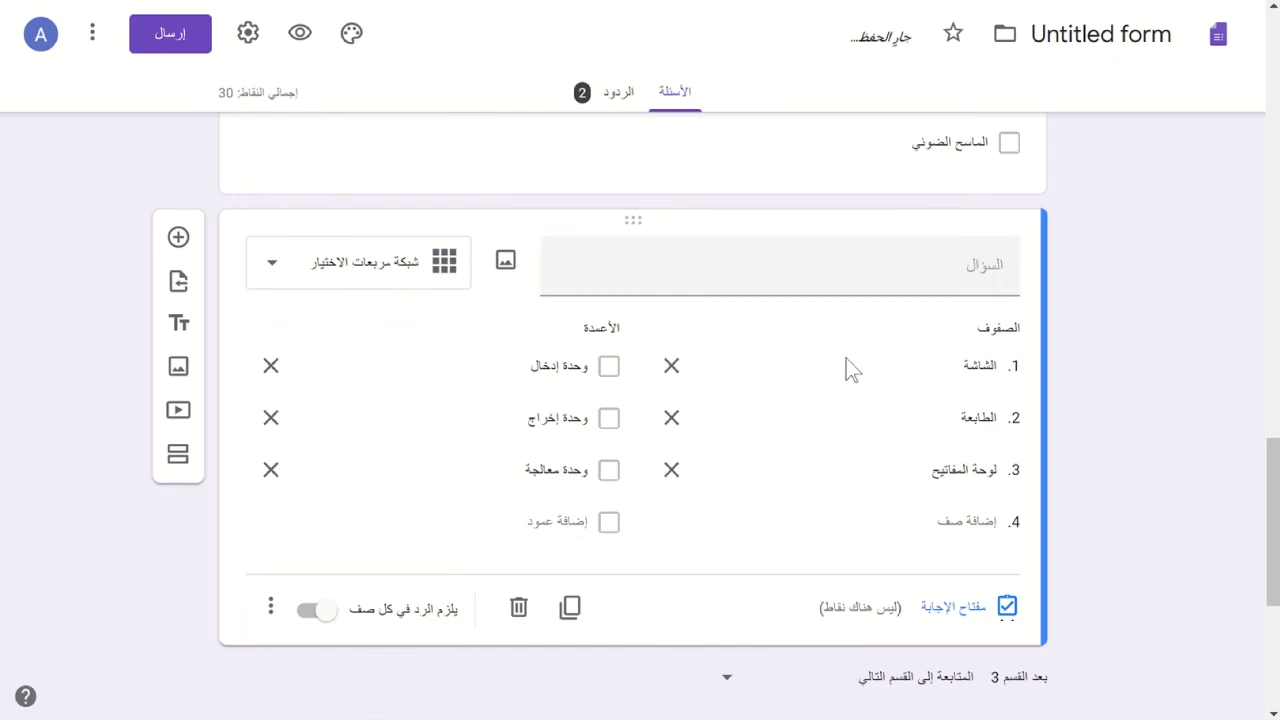 Untitled form
جارٍ الحفظ...
إرسال
A
الأسئلة
الردود 2
إجمالي النقاط: 30
الماسح الضوئي
السؤال
شبكة مربعات الاختيار
الصفوف
الأعمدة
1. الشاشة
وحدة إدخال
2. الطابعة
وحدة إخراج
3. لوحة المفاتيح
وحدة معالجة
4. إضافة صف
إضافة عمود
مفتاح الإجابة (ليس هناك نقاط)
يلزم الرد في كل صف
بعد القسم 3 المتابعة إلى القسم التالي